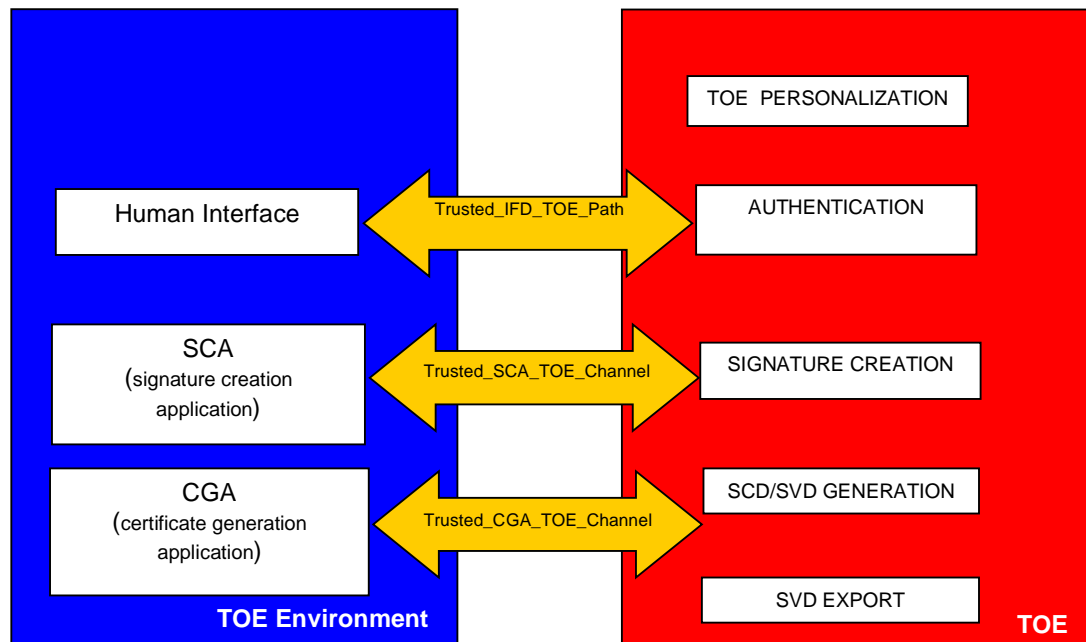 TOE PERSONALIZATION
Human Interface
Trusted_IFD_TOE_Path
AUTHENTICATION
SCA
(signature creation
application)
Trusted_SCA_TOE_Channel
SIGNATURE CREATION
CGA
(certificate generation
application)
Trusted_CGA_TOE_Channel
SCD/SVD GENERATION
SVD EXPORT
TOE Environment
TOE